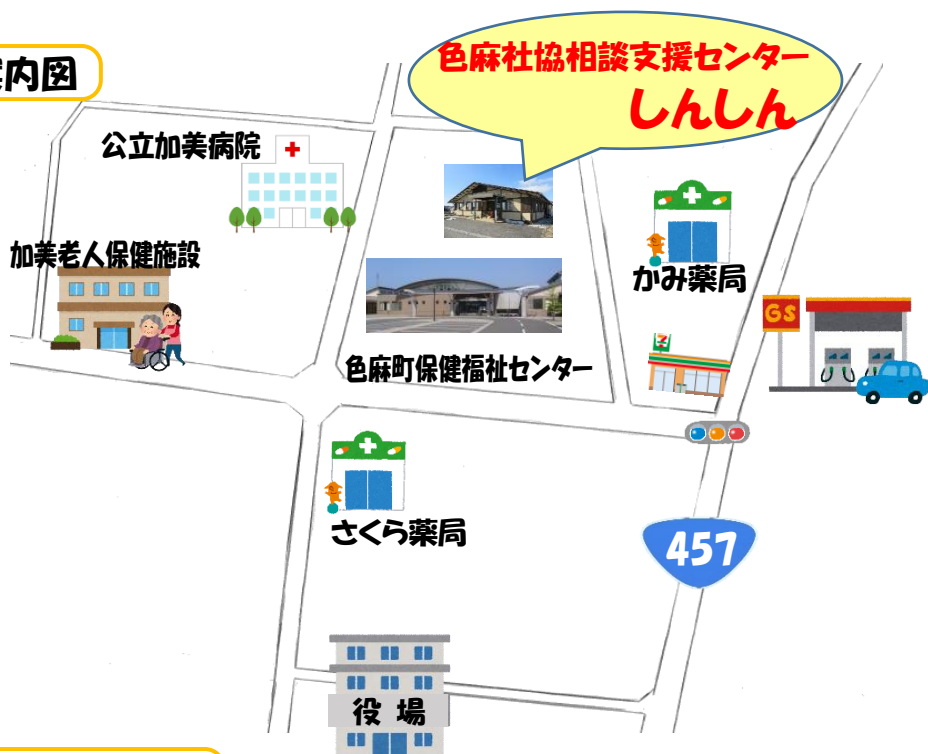 案内図
色麻社協相談支援センター
しんしん
公立加美病院
加美老人保健施設
かみ薬局
GS
7
色麻町保健福祉センター
さくら薬局
457
役場